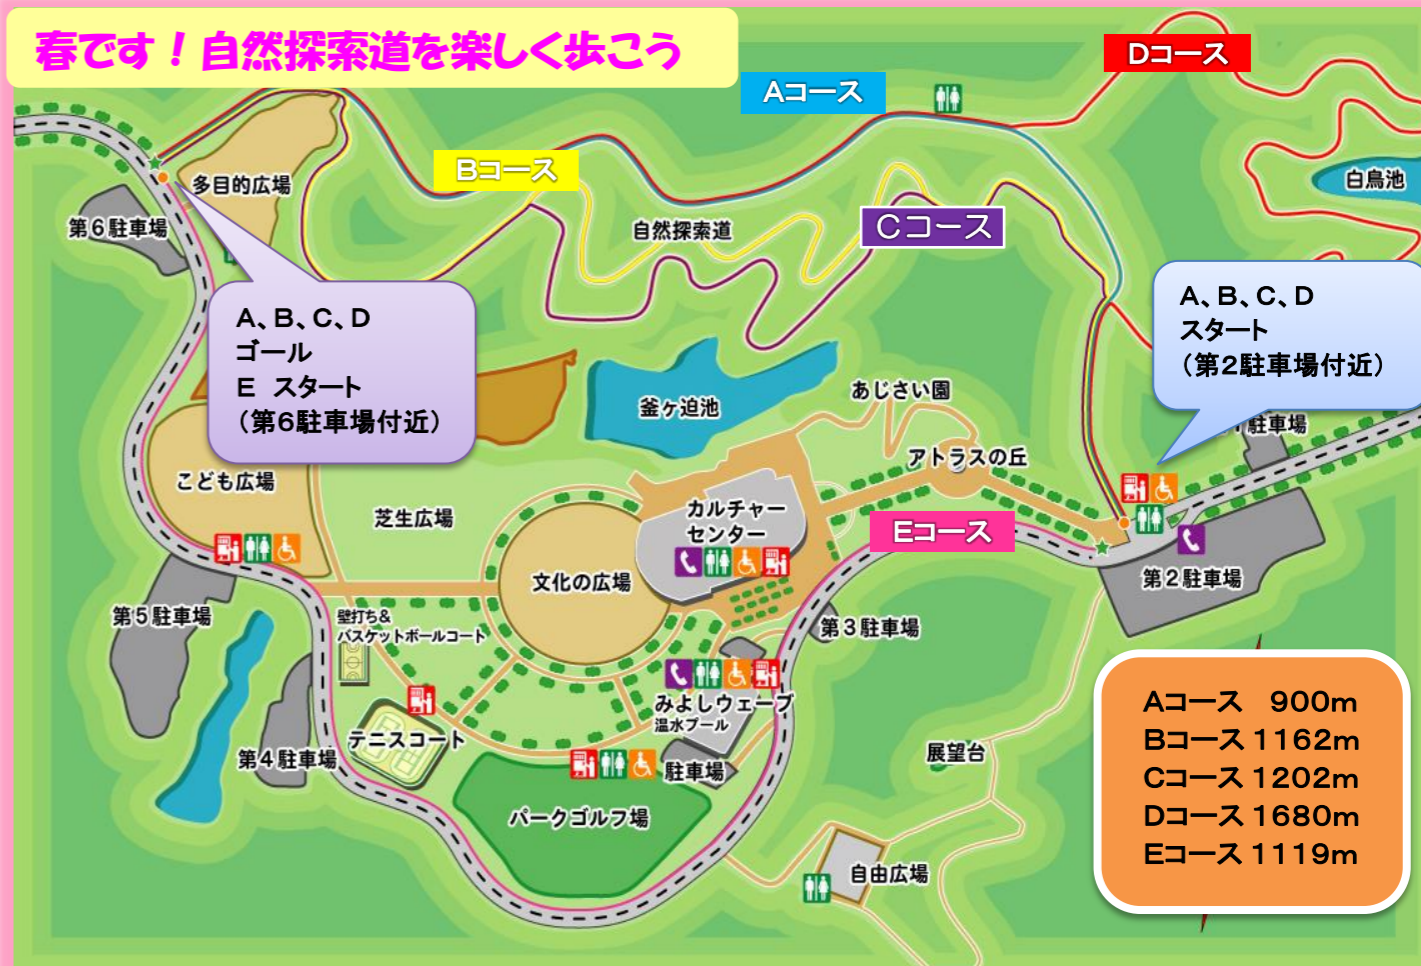 春です！自然探索道を楽しく歩こう
Dコース
Aコース
Bコース
Cコース
白鳥池
多目的広場
第6駐車場
自然探索道
A、B、C、D
ゴール
E スタート
（第6駐車場付近）
A、B、C、D
スタート
（第2駐車場付近）
駐車場
釜ヶ迫池
あじさい園
アトラスの丘
こども広場
芝生広場
カルチャー
センター
Eコース
文化の広場
第2駐車場
第5駐車場
壁打ち&
バスケットボールコート
第3駐車場
みよしウェーブ
温水プール
テニスコート
第4駐車場
駐車場
展望台
パークゴルフ場
自由広場
Aコース 900m
Bコース 1162m
Cコース 1202m
Dコース 1680m
Eコース 1119m